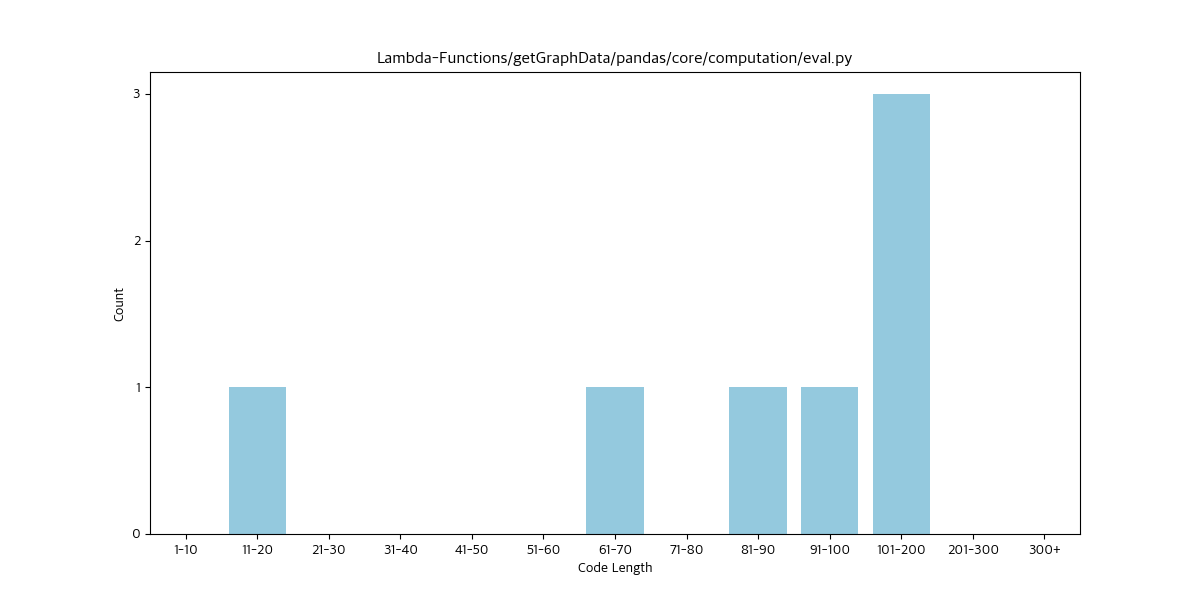 Lambda-Functions/getGraphData/pandas/core/computation/eval.py
3
2
1
0
Count
1-10 11-20 21-30 31-40 41-50 51-60 61-70 71-80 81-90 91-100 101-200 201-300 300+
Code Length